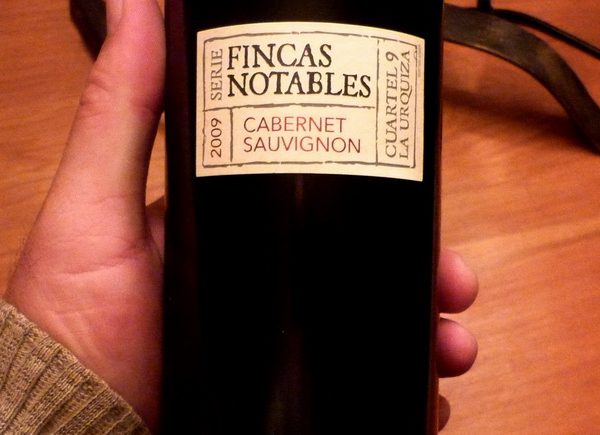 SERIE
FINCAS
NOTABLES
2009
CABERNET
SAUVIGNON
CUARTEL 9
LA URQUIZA